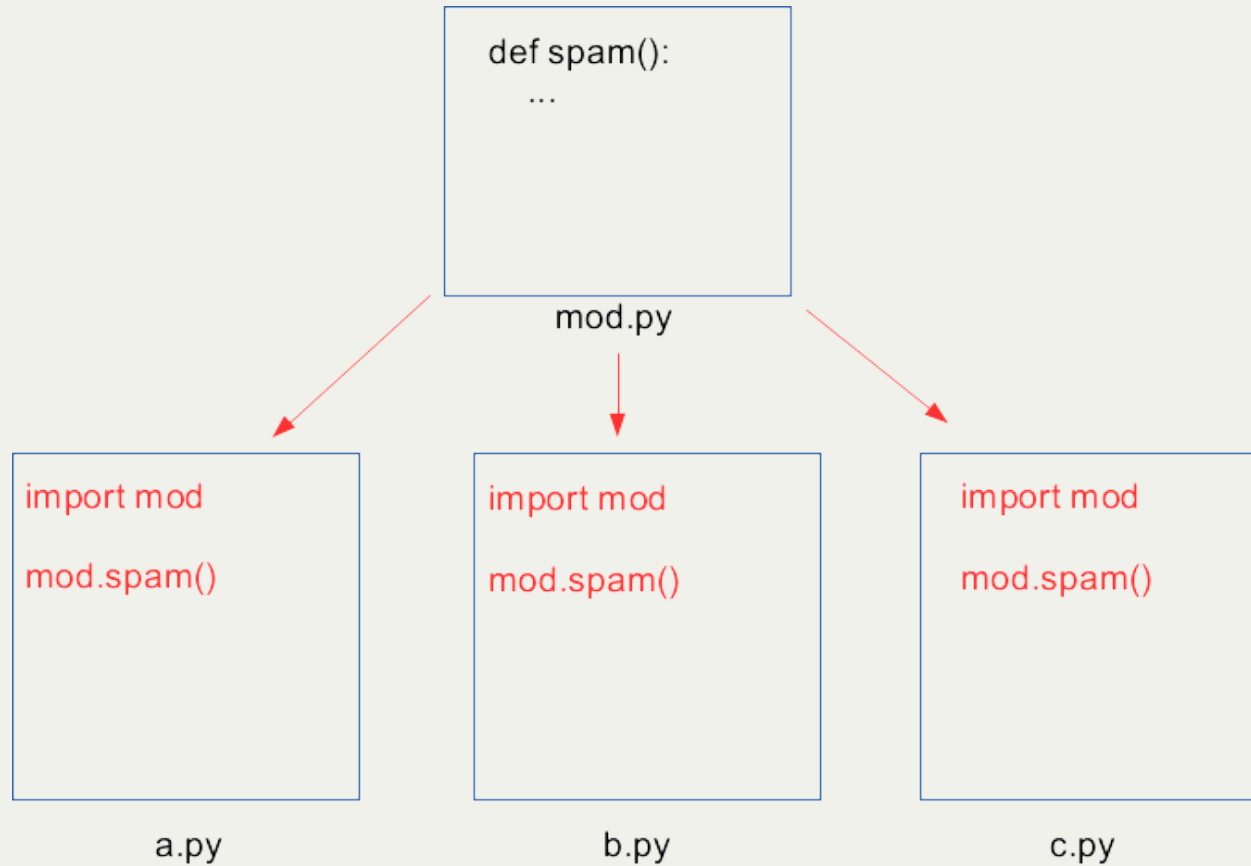 def spam():
...
mod.py
import mod
mod.spam()
a.py
import mod
mod.spam()
b.py
import mod
mod.spam()
c.py